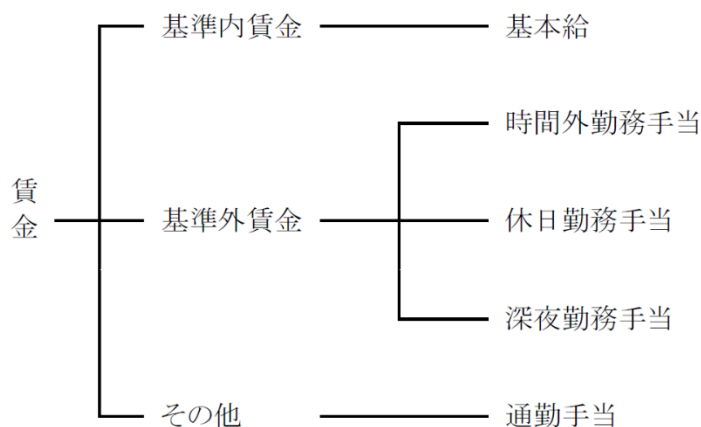 賃金
基準内賃金
基本給
基準外賃金
時間外勤務手当
休日勤務手当
深夜勤務手当
その他
通勤手当